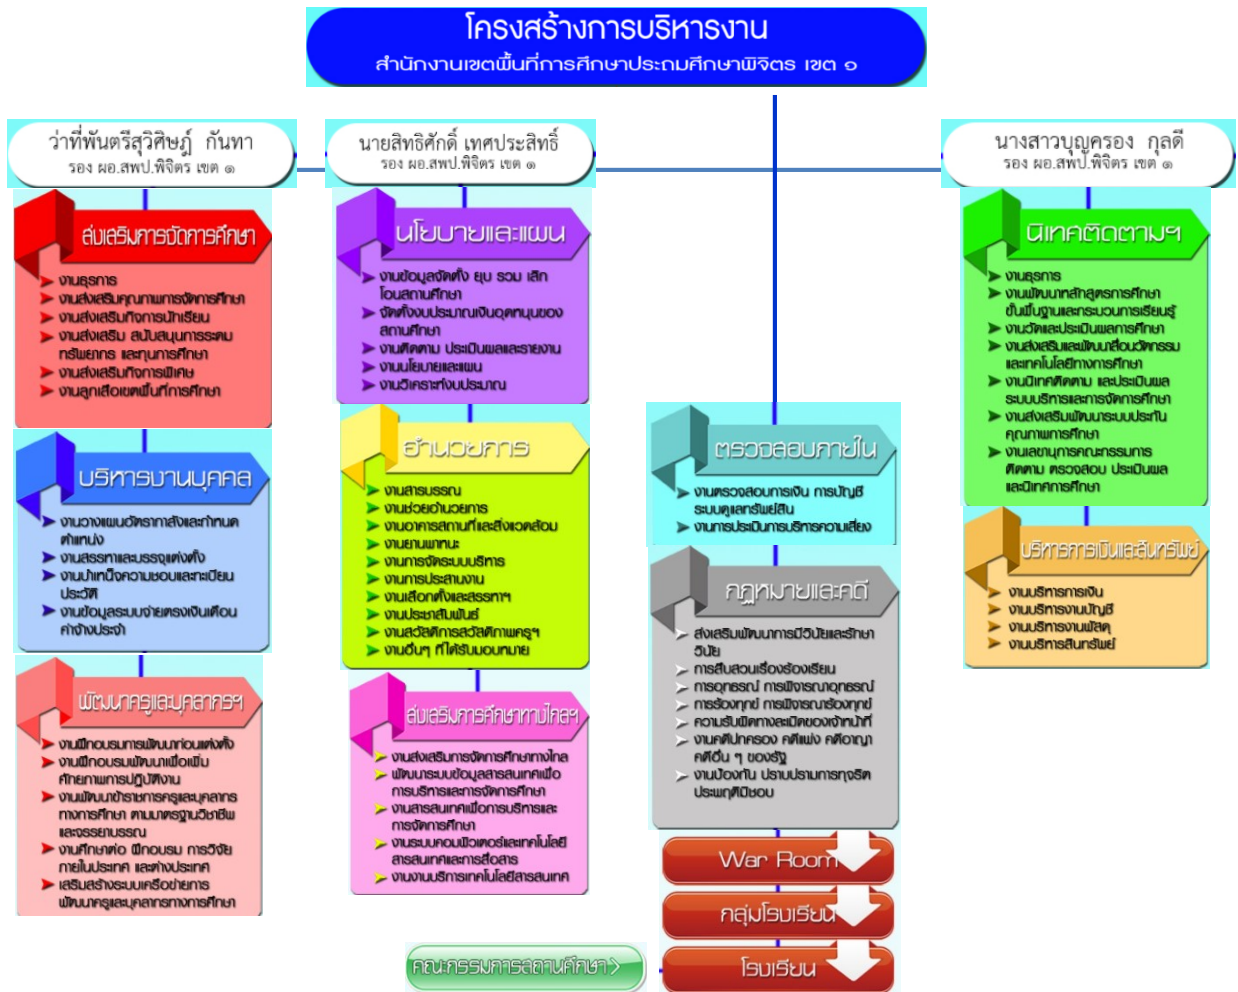 โครงสร้างการบริหารงาน
สำนักงานเขตพื้นที่การศึกษาประถมศึกษาพิจิตร เขต ๑
ว่าที่พันตรีสุวิศิษฎ์ กันทา
รอง ผอ.สพป.พิจิตร เขต ๑
ส่งเสริมการจัดการศึกษา
งานธุรการ
งานส่งเสริมคุณภาพการจัดการศึกษา
งานส่งเสริมกิจการนักเรียน
งานส่งเสริม สนับสนุนการระดม
ทรัพยากร และทุนการศึกษา
งานส่งเสริมกิจการพิเศษ
งานลูกเสือเขตพื้นที่การศึกษา
บริหารงานบุคคล
งานวางแผนอัตรากำลังและกำหนด
ตำแหน่ง
งานสรรหาและบรรจุแต่งตั้ง
งานบำเหน็จความชอบและทะเบียน
ประวัติ
งานข้อมูลระบบจ่ายตรงเงินเดือน
ค่าจ้างประจำ
พัฒนาครูและบุคลากรฯ
งานฝึกอบรมการพัฒนาก่อนแต่งตั้ง
งานฝึกอบรมพัฒนาเพื่อเพิ่ม
ศักยภาพการปฏิบัติงาน
งานพัฒนาข้าราชการครูและบุคลากร
ทางการศึกษา ตามมาตรฐานวิชาชีพ
และจรรยาบรรณ
งานศึกษาต่อ ฝึกอบรม การวิจัย
ภายในประเทศ และต่างประเทศ
เสริมสร้างระบบเครือข่ายการ
พัฒนาครูและบุคลากรทางการศึกษา
นายสิทธิศักดิ์ เทศประสิทธิ์
รอง ผอ.สพป.พิจิตร เขต ๑
นโยบายและแผน
งานข้อมูลจัดตั้ง ยุบ รวม เลิก
โอนสถานศึกษา
จัดตั้งงบประมาณเงินอุดหนุนของ
สถานศึกษา
งานติดตาม ประเมินผลและรายงาน
งานนโยบายและแผน
งานวิเคราะห์งบประมาณ
อำนวยการ
งานสารบรรณ
งานช่วยอำนวยการ
งานอาคารสถานที่และสิ่งแวดล้อม
งานยานพาหนะ
งานการจัดระบบบริหาร
งานการประสานงาน
งานเลือกตั้งและสรรหาฯ
งานประชาสัมพันธ์
งานสวัสดิการสวัสดิภาพครูฯ
งานอื่นๆ ที่ได้รับมอบหมาย
ส่งเสริมการศึกษาทางไกลฯ
งานส่งเสริมการจัดการศึกษาทางไกล
พัฒนาระบบข้อมูลสารสนเทศเพื่อ
การบริหารและการจัดการศึกษา
งานสารสนเทศเพื่อการบริหารและ
การจัดการศึกษา
งานระบบคอมพิวเตอร์และเทคโนโลยี
สารสนเทศและการสื่อสาร
งานงานบริการเทคโนโลยีสารสนเทศ
ตรวจสอบภายใน
งานตรวจสอบการเงิน การบัญชี
ระบบดูแลทรัพย์สิน
งานการประเมินการบริหารความเสี่ยง
กฎหมายและคดี
ส่งเสริมพัฒนาการมีวินัยและรักษา
วินัย
การสืบสวนเรื่องร้องเรียน
การอุทธรณ์ การพิจารณาอุทธรณ์
การร้องทุกข์ การพิจารณาร้องทุกข์
ความรับผิดทางละเมิดของเจ้าหน้าที่
งานคดีปกครอง คดีแพ่ง คดีอาญา
คดีอื่น ๆ ของรัฐ
งานป้องกัน ปราบปรามการทุจริต
ประพฤติมิชอบ
War Room
กลุ่มโรงเรียน
คณะกรรมการสถานศึกษา>
โรงเรียน
นางสาวบุญครอง กุลดี
รอง ผอ.สพป.พิจิตร เขต ๑
นิเทศติดตามฯ
งานธุรการ
งานพัฒนาหลักสูตรการศึกษา
ขั้นพื้นฐานและกระบวนการเรียนรู้
งานวัดและประเมินผลการศึกษา
งานส่งเสริมและพัฒนาสื่อนวัตกรรม
และเทคโนโลยีทางการศึกษา
งานนิเทศติดตาม และประเมินผล
ระบบบริหารและการจัดการศึกษา
งานส่งเสริมพัฒนาระบบประกัน
คุณภาพการศึกษา
งานเลขานุการคณะกรรมการ
ติดตาม ตรวจสอบ ประเมินผล
และนิเทศการศึกษา
บริหารการเงินและสินทรัพย์
งานบริหารการเงิน
งานบริหารงานบัญชี
งานบริหารงานพัสดุ
งานบริหารสินทรัพย์